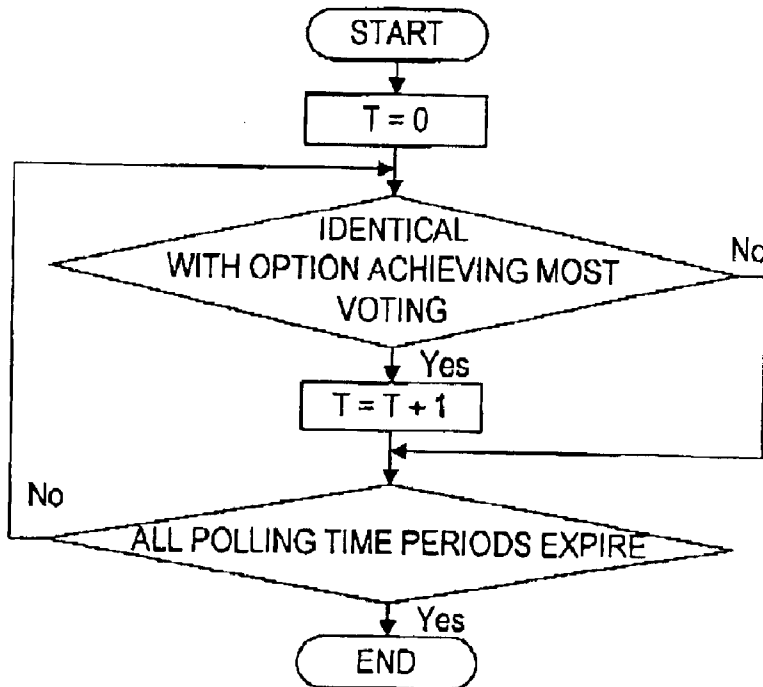 START
T = 0
IDENTICAL
WITH OPTION ACHIEVING MOST
VOTING
No
Yes
T = T + 1
No
ALL POLLING TIME PERIODS EXPIRE
Yes
END